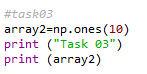 #task03
array2=np.ones(10)
print ("Task 03")
print (array2)